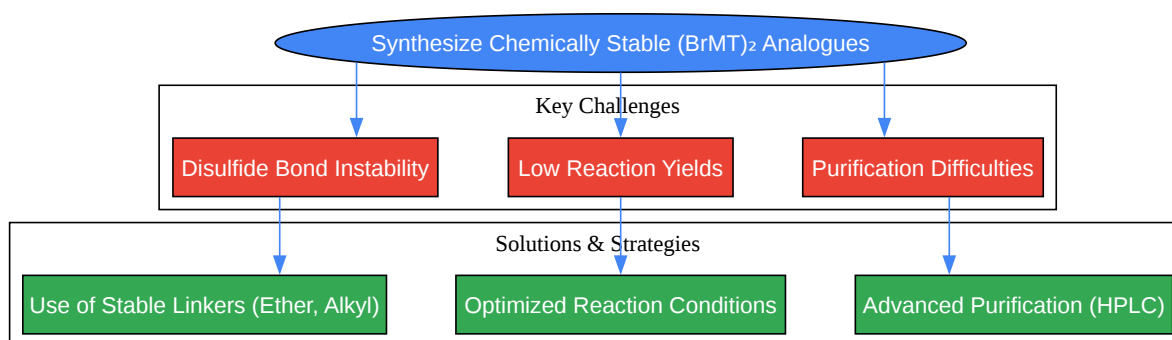 Synthesize Chemically Stable (BrMT)₂ Analogues
Key Challenges
Disulfide Bond Instability
Low Reaction Yields
Purification Difficulties
Solutions & Strategies
Use of Stable Linkers (Ether, Alkyl)
Optimized Reaction Conditions
Advanced Purification (HPLC)